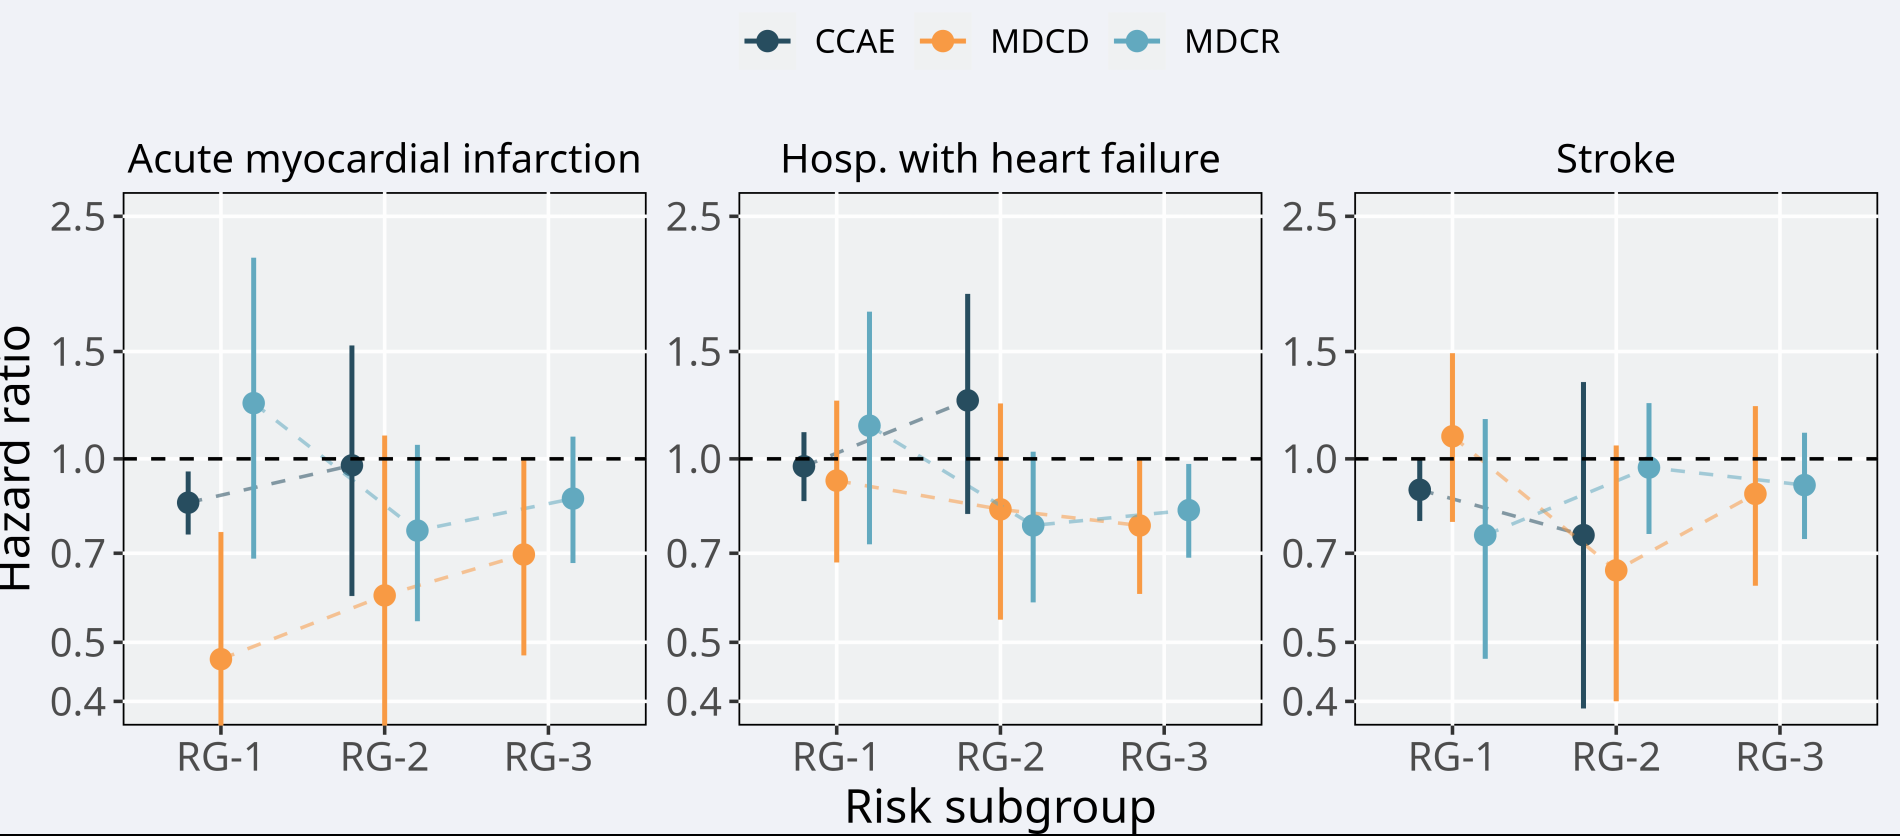 CCAE MDCD MDCR
Acute myocardial infarction Hosp. with heart failure Stroke
2.5 2.5 2.5
1.5 1.5 1.5
1.0 1.0 1.0
0.7 0.7 0.7
0.5 0.5 0.5
0.4 0.4 0.4
Hazard ratio
RG-1 RG-2 RG-3 RG-1 RG-2 RG-3 RG-1 RG-2 RG-3
Risk subgroup